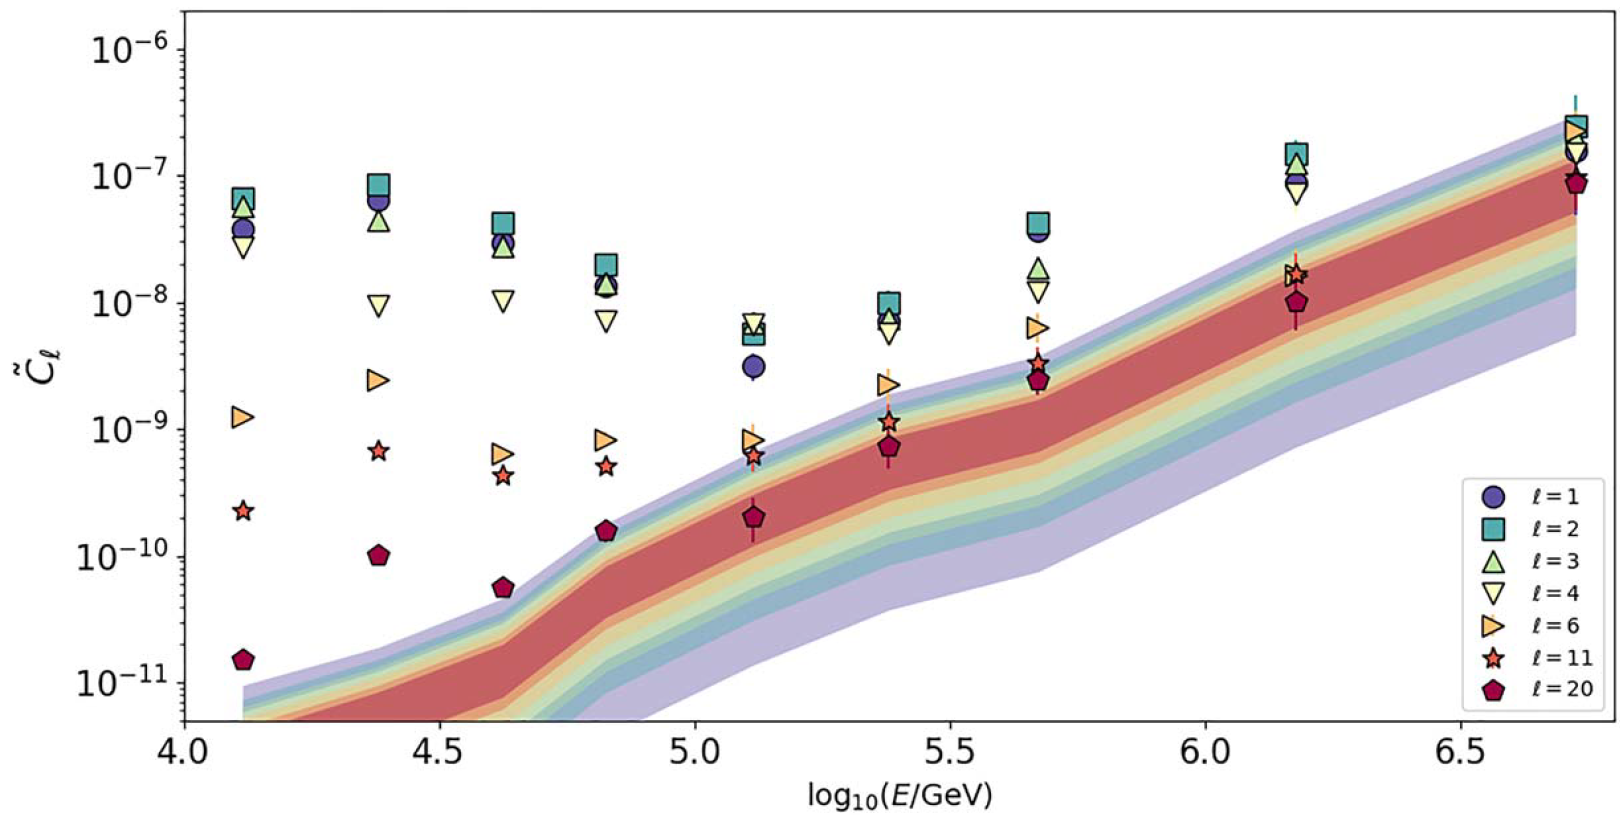 10⁻⁶
10⁻⁷
10⁻⁸
10⁻⁹
10⁻¹⁰
10⁻¹¹
C̃ℓ
ℓ = 1
ℓ = 2
ℓ = 3
ℓ = 4
ℓ = 6
ℓ = 11
ℓ = 20
4.0 4.5 5.0 5.5 6.0 6.5
log₁₀(E/GeV)